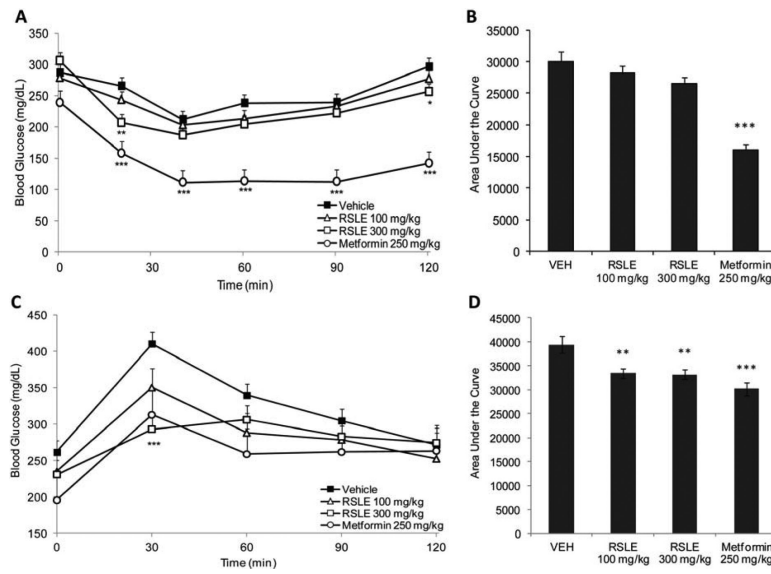 A
350
300
250
200
150
100
50
0
Blood Glucose (mg/dL)
**
***
***
***
***
*
***
Vehicle
RSLE 100 mg/kg
RSLE 300 mg/kg
Metformin 250 mg/kg
0
30
60
90
120
Time (min)
B
35000
30000
25000
20000
15000
10000
5000
0
Area Under the Curve
***
VEH
RSLE
100 mg/kg
RSLE
300 mg/kg
Metformin
250 mg/kg
C
450
400
350
300
250
200
150
Blood Glucose (mg/dL)
***
Vehicle
RSLE 100 mg/kg
RSLE 300 mg/kg
Metformin 250 mg/kg
0
30
60
90
120
Time (min)
D
45000
40000
35000
30000
25000
20000
15000
10000
5000
0
Area Under the Curve
**
**
***
VEH
RSLE
100 mg/kg
RSLE
300 mg/kg
Metformin
250 mg/kg